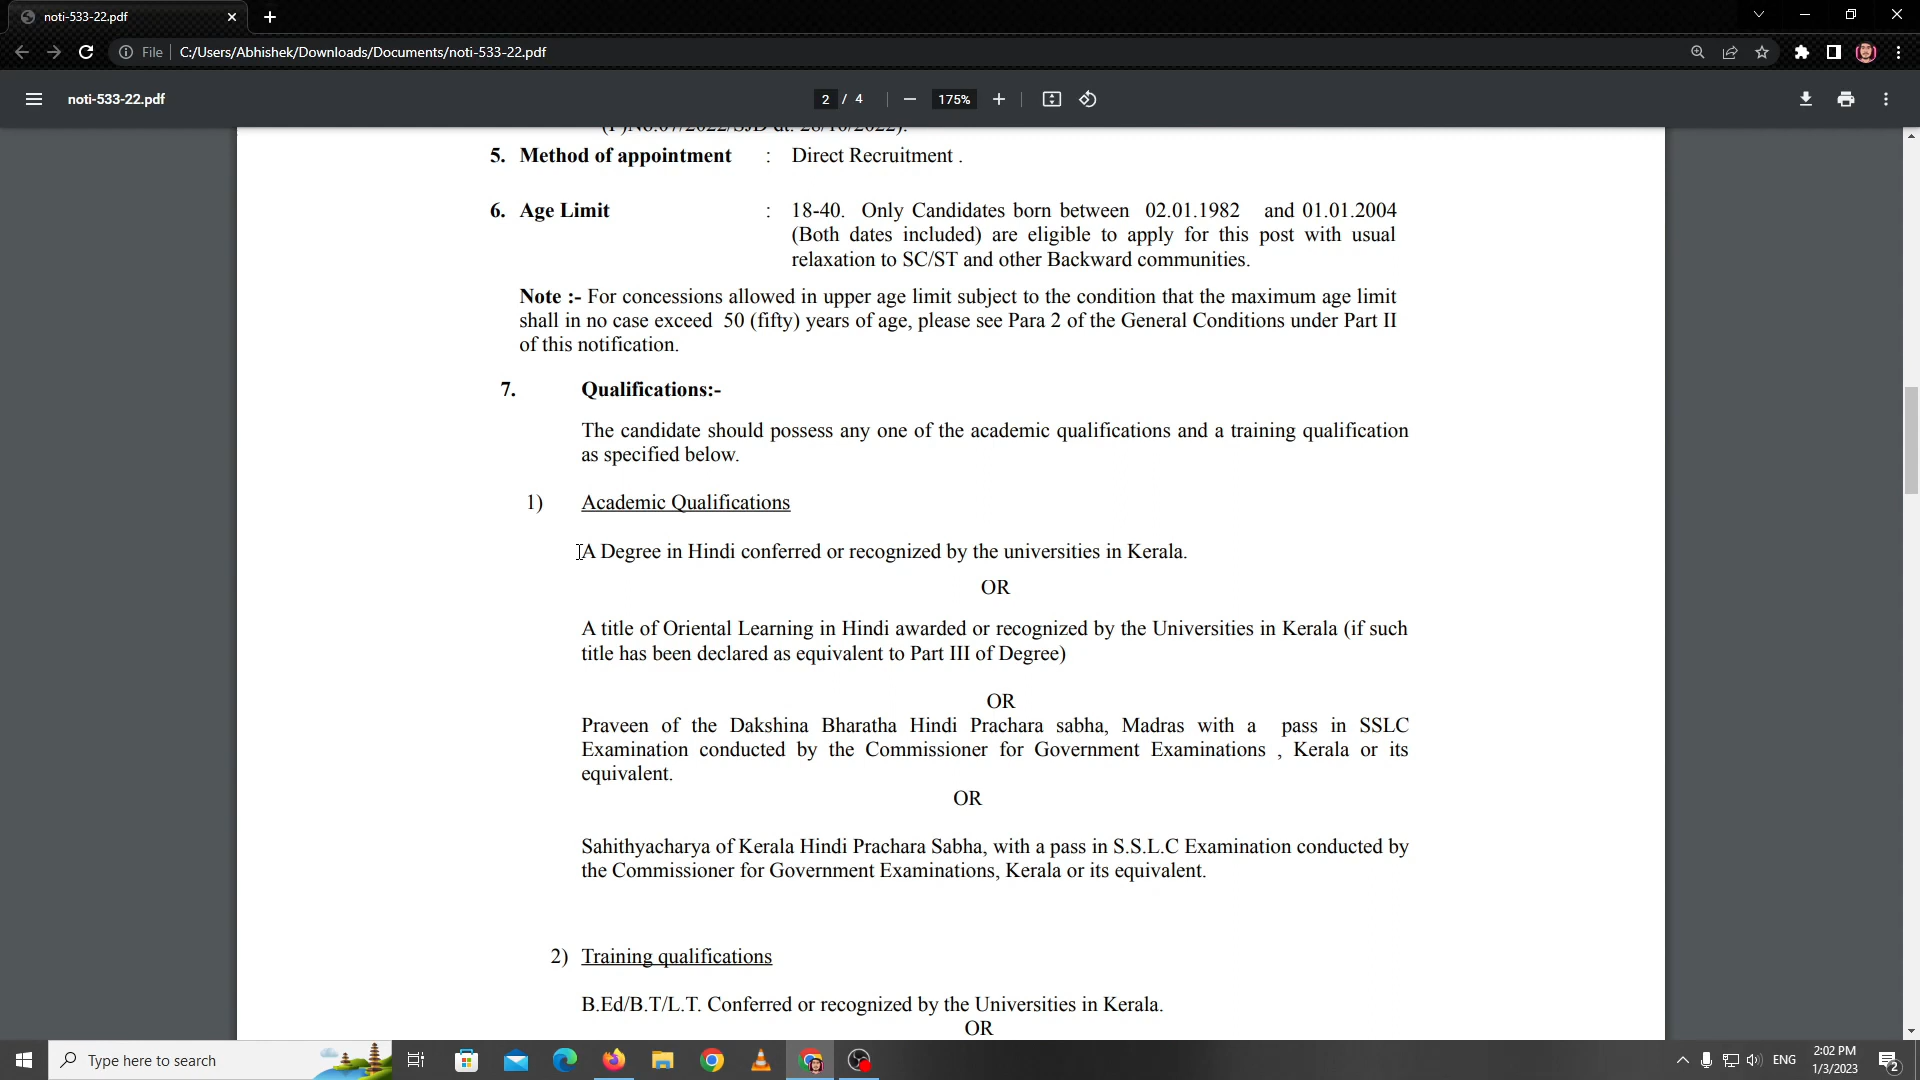 noti-533-22.pdf
File
C:/Users/Abhishek/Downloads/Documents/noti-533-22.pdf
noti-533-22.pdf
2 / 4
175%
5. Method of appointment : Direct Recruitment .
6. Age Limit : 18-40. Only Candidates born between 02.01.1982 and 01.01.2004
(Both dates included) are eligible to apply for this post with usual
relaxation to SC/ST and other Backward communities.
Note :- For concessions allowed in upper age limit subject to the condition that the maximum age limit
shall in no case exceed 50 (fifty) years of age, please see Para 2 of the General Conditions under Part II
of this notification.
7. Qualifications:-
The candidate should possess any one of the academic qualifications and a training qualification
as specified below.
1) Academic Qualifications
A Degree in Hindi conferred or recognized by the universities in Kerala.
OR
A title of Oriental Learning in Hindi awarded or recognized by the Universities in Kerala (if such
title has been declared as equivalent to Part III of Degree)
OR
Praveen of the Dakshina Bharatha Hindi Prachara sabha, Madras with a pass in SSLC
Examination conducted by the Commissioner for Government Examinations , Kerala or its
equivalent.
OR
Sahithyacharya of Kerala Hindi Prachara Sabha, with a pass in S.S.L.C Examination conducted by
the Commissioner for Government Examinations, Kerala or its equivalent.
2) Training qualifications
B.Ed/B.T/L.T. Conferred or recognized by the Universities in Kerala.
OR
Type here to search
ENG
2:02 PM
1/3/2023
2